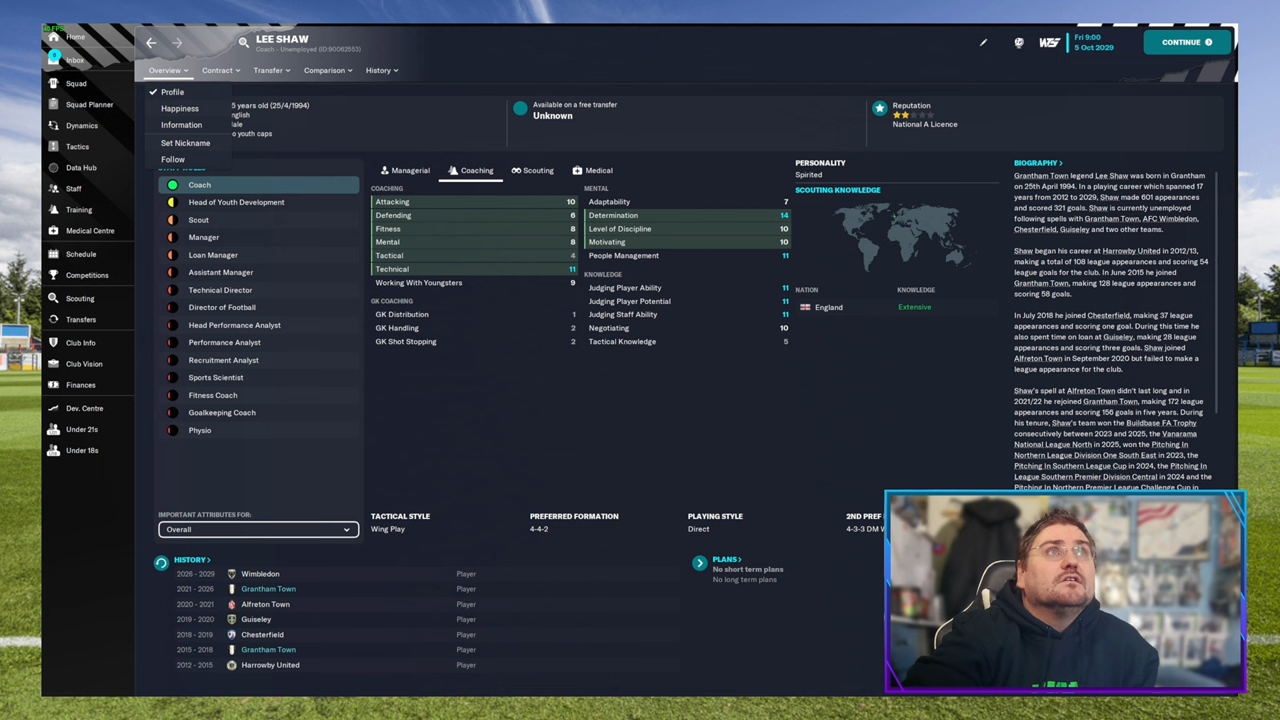 Home
Inbox
Squad
Squad Planner
Dynamics
Tactics
Data Hub
Staff
Training
Medical Centre
Schedule
Competitions
Scouting
Transfers
Club Info
Club Vision
Finances
Dev. Centre
Under 21s
Under 18s
LEE SHAW
Coach - Unemployed (ID:90062553)
Fri 9:00
5 Oct 2029
CONTINUE
Overview
Contract
Transfer
Comparison
History
Profile
Happiness
Information
Set Nickname
Follow
5 years old (25/4/1994)
nglish
ale
o youth caps
Available on a free transfer
Unknown
Reputation
National A Licence
Coach
Head of Youth Development
Scout
Manager
Loan Manager
Assistant Manager
Technical Director
Director of Football
Head Performance Analyst
Performance Analyst
Recruitment Analyst
Sports Scientist
Fitness Coach
Goalkeeping Coach
Physio
IMPORTANT ATTRIBUTES FOR:
Overall
Managerial
Coaching
Scouting
Medical
COACHING
Attacking 10
Defending 6
Fitness 8
Mental 8
Tactical 4
Technical 11
Working With Youngsters 9
GK COACHING
GK Distribution 1
GK Handling 2
GK Shot Stopping 2
MENTAL
Adaptability 7
Determination 14
Level of Discipline 10
Motivating 10
People Management 11
KNOWLEDGE
Judging Player Ability 11
Judging Player Potential 11
Judging Staff Ability 11
Negotiating 10
Tactical Knowledge 5
PERSONALITY
Spirited
SCOUTING KNOWLEDGE
NATION KNOWLEDGE
England Extensive
BIOGRAPHY >
Grantham Town legend Lee Shaw was born in Grantham
on 25th April 1994. In a playing career which spanned 17
years from 2012 to 2029, Shaw made 601 appearances
and scored 321 goals. Shaw is currently unemployed
following spells with Grantham Town, AFC Wimbledon,
Chesterfield, Guiseley and two other teams.
Shaw began his career at Harrowby United in 2012/13,
making a total of 108 league appearances and scoring 54
league goals for the club. In June 2015 he joined
Grantham Town, making 128 league appearances and
scoring 58 goals.
In July 2018 he joined Chesterfield, making 37 league
appearances and scoring one goal. During this time he
also spent time on loan at Guiseley, making 28 league
appearances and scoring three goals. Shaw joined
Alfreton Town in September 2020 but failed to make a
league appearance for the club.
Shaw's spell at Alfreton Town didn't last long and in
2021/22 he rejoined Grantham Town, making 172 league
appearances and scoring 156 goals in five years. During
his tenure, Shaw's team won the Buildbase FA Trophy
consecutively between 2023 and 2025, the Vanarama
National League North in 2025, won the Pitching In
Northern League Division One South East in 2023, the
Pitching In Southern League Cup in 2024, the Pitching In
Southern League Premier Division Central in 2024 and the
Pitching In Northern Premier League Challenge Cup in
TACTICAL STYLE
Wing Play
PREFERRED FORMATION
4-4-2
PLAYING STYLE
Direct
2ND PREF
4-3-3 DM W
HISTORY >
2026 - 2029 Wimbledon Player
2021 - 2026 Grantham Town Player
2020 - 2021 Alfreton Town Player
2019 - 2020 Guiseley Player
2018 - 2019 Chesterfield Player
2015 - 2018 Grantham Town Player
2012 - 2015 Harrowby United Player
PLANS >
No short term plans
No long term plans